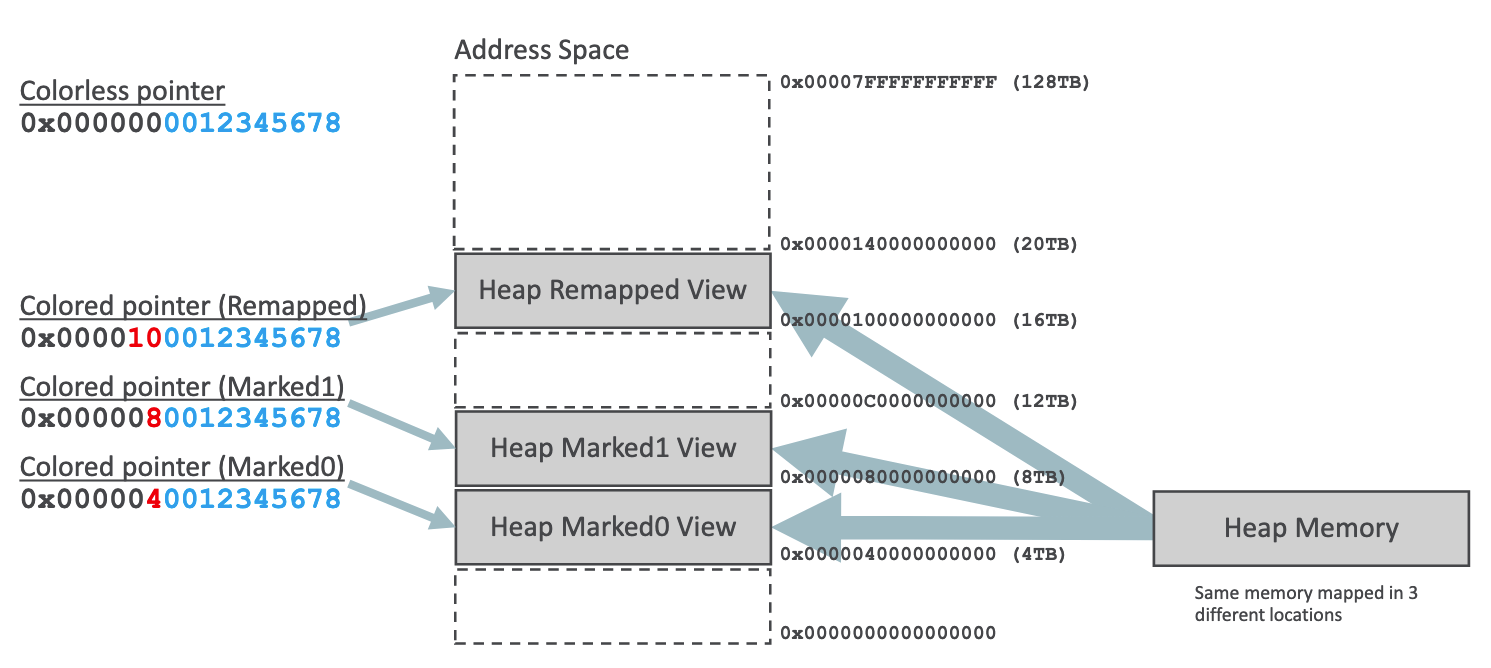 Address Space
0x00007FFFFFFFFFFF (128TB)
Colorless pointer
0x0000000012345678
0x0000140000000000 (20TB)
Heap Remapped View
Colored pointer (Remapped)
0x0000100012345678
0x0000100000000000 (16TB)
Colored pointer (Marked1)
0x0000080012345678
0x00000C0000000000 (12TB)
Heap Marked1 View
Colored pointer (Marked0)
0x0000040012345678
0x0000080000000000 (8TB)
Heap Marked0 View
Heap Memory
0x0000040000000000 (4TB)
Same memory mapped in 3
different locations
0x0000000000000000